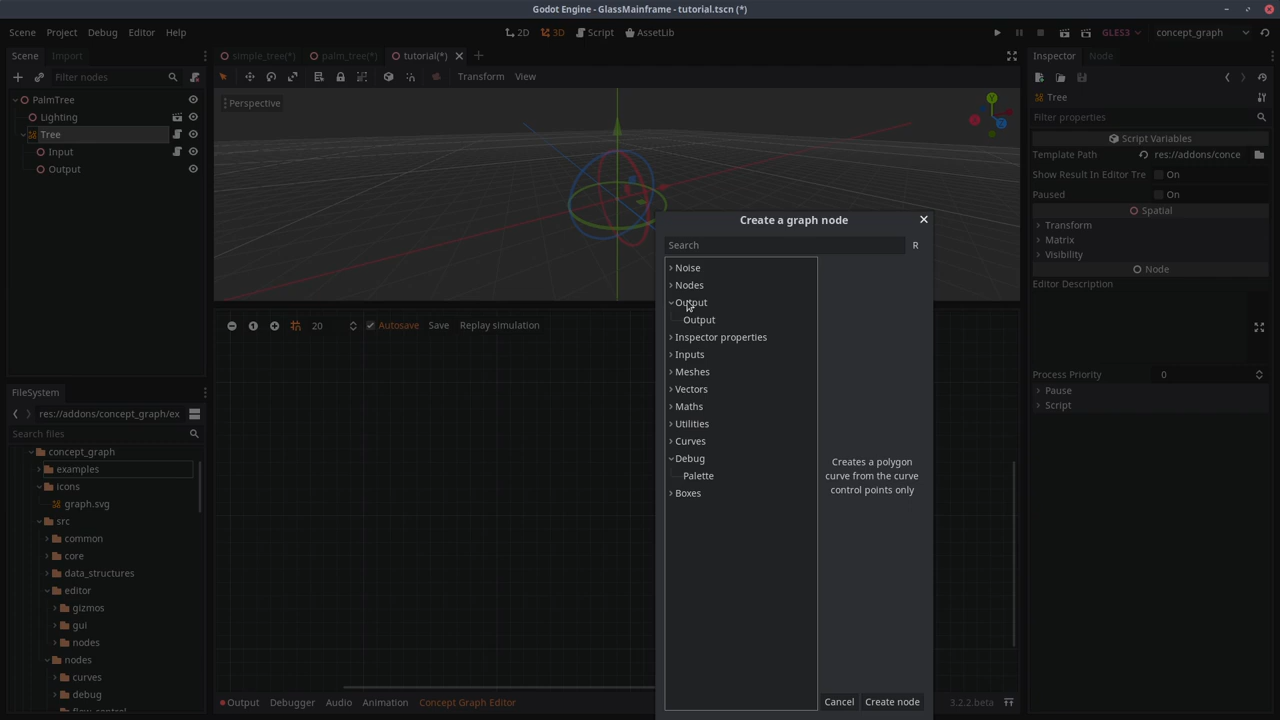 Godot Engine - GlassMainframe - tutorial.tscn (*)
Scene Project Debug Editor Help
2D 3D Script AssetLib
GLES3 concept_graph
Scene Import
simple_tree(*) palm_tree(*) tutorial(*)
Inspector Node
Filter nodes
Transform View
PalmTree
Lighting
Tree
Input
Output
Perspective
Y
Z
Tree
Filter properties
Script Variables
Template Path res://addons/conce
Show Result In Editor Tre On
Paused On
Spatial
Transform
Matrix
Visibility
Node
Editor Description
Process Priority 0
Pause
Script
Create a graph node
Search R
Noise
Nodes
Output
Output
Inspector properties
Inputs
Meshes
Vectors
Maths
Utilities
Curves
Debug
Palette
Boxes
Creates a polygon
curve from the curve
control points only
Cancel Create node
20 Autosave Save Replay simulation
FileSystem
res://addons/concept_graph/ex
Search files
concept_graph
examples
icons
graph.svg
src
common
core
data_structures
editor
gizmos
gui
nodes
nodes
curves
debug
flow_control
Output Debugger Audio Animation Concept Graph Editor
3.2.2.beta